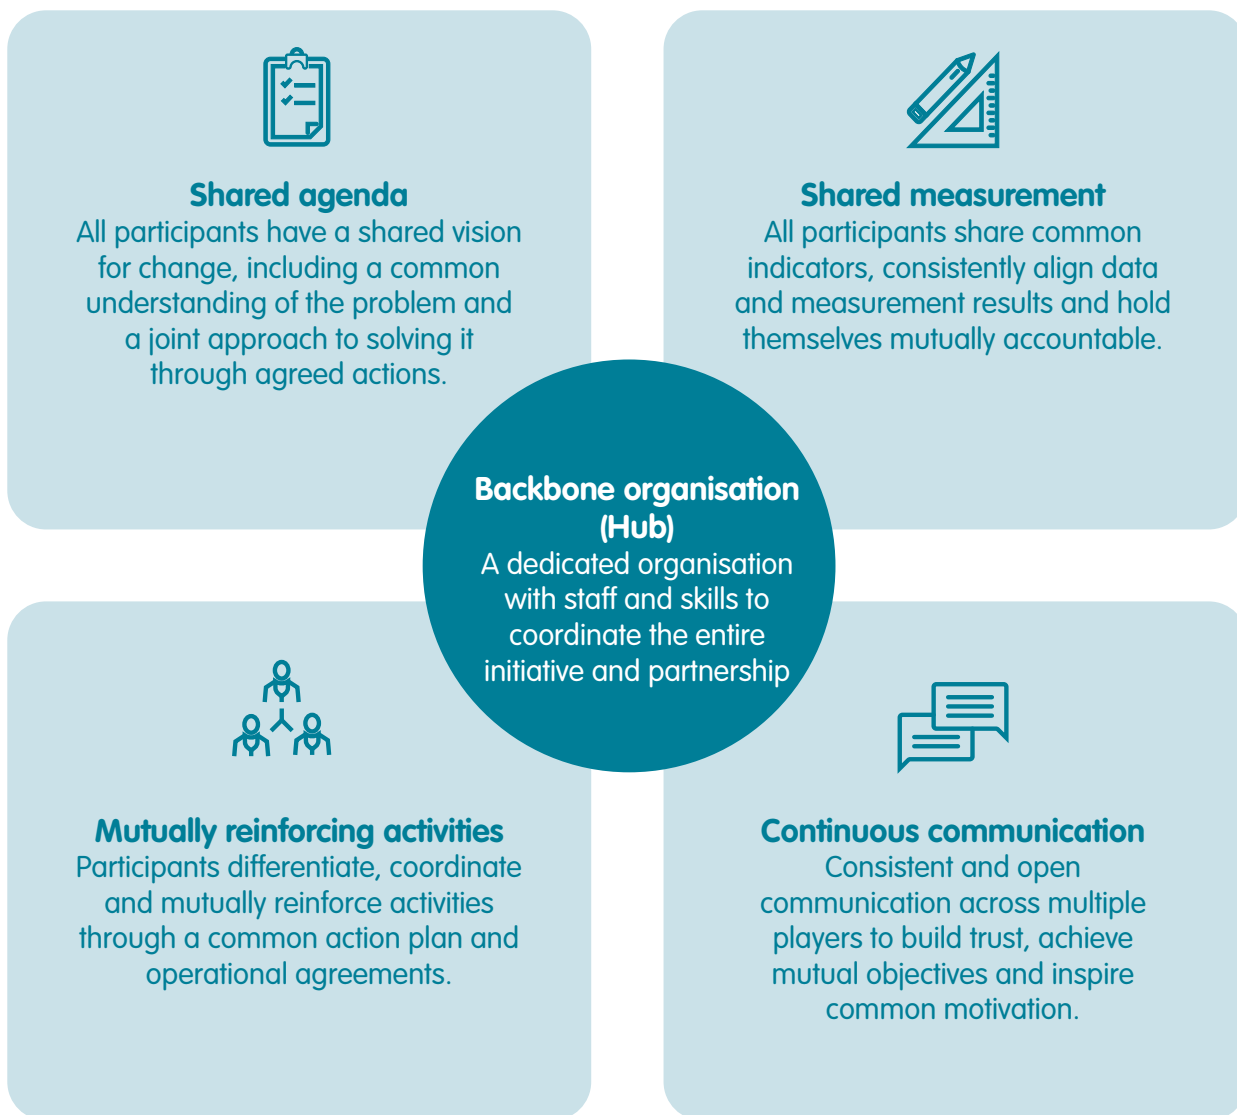 Shared agenda
All participants have a shared vision
for change, including a common
understanding of the problem and
a joint approach to solving it
through agreed actions.
Shared measurement
All participants share common
indicators, consistently align data
and measurement results and hold
themselves mutually accountable.
Backbone organisation
(Hub)
A dedicated organisation
with staff and skills to
coordinate the entire
initiative and partnership
Mutually reinforcing activities
Participants differentiate, coordinate
and mutually reinforce activities
through a common action plan and
operational agreements.
Continuous communication
Consistent and open
communication across multiple
players to build trust, achieve
mutual objectives and inspire
common motivation.